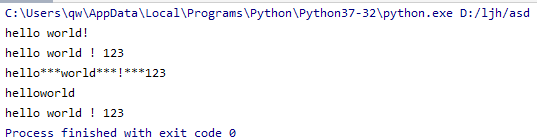 C:\Users\qw\AppData\Local\Programs\Python\Python37-32\python.exe D:/ljh/asd
hello world!
hello world ! 123
hello***world***!***123
helloworld
hello world ! 123
Process finished with exit code 0